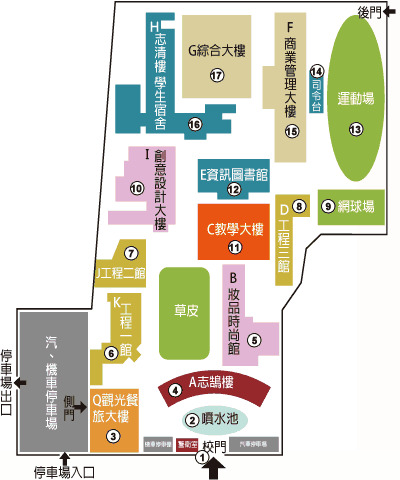 後門
H志清樓 學生宿舍
⑯
G綜合大樓
⑰
F商業管理大樓
⑮
⑭
司令台
運動場
⑬
I創意設計大樓
⑩
E資訊圖書館
⑫
D工程三館
⑧
⑨ 網球場
C教學大樓
⑪
⑦
J工程二館
B妝品時尚館
⑤
草皮
K工程一館
⑥
汽、機車停車場
停車場出口
側門
④ A志鵠樓
Q觀光餐旅大樓
③
② 噴水池
機車停車棚
警衛室
校門
①
汽車停車場
停車場入口